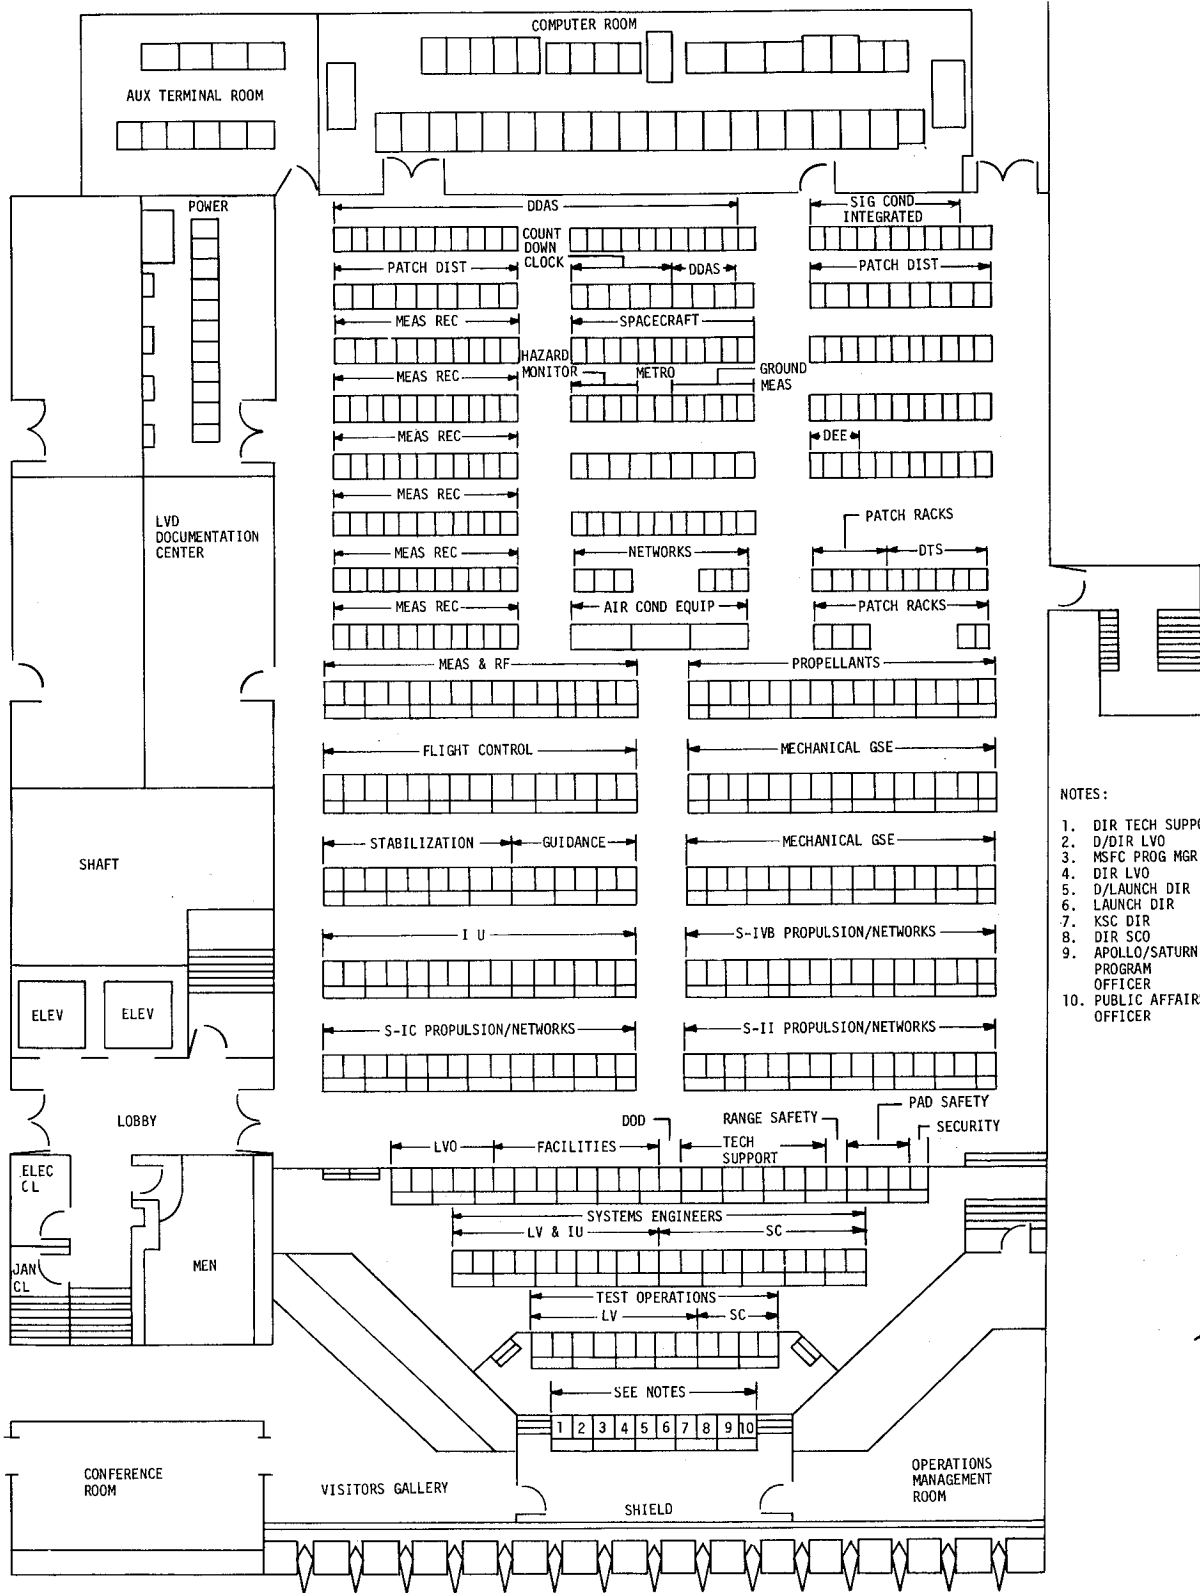 COMPUTER ROOM
AUX TERMINAL ROOM
POWER
DDAS
SIG COND
INTEGRATED
COUNT
DOWN
CLOCK
PATCH DIST
DDAS
PATCH DIST
MEAS REC
SPACECRAFT
HAZARD
MONITOR
METRO
GROUND
MEAS
MEAS REC
MEAS REC
DEE
MEAS REC
LVD
DOCUMENTATION
CENTER
PATCH RACKS
MEAS REC
NETWORKS
DTS
MEAS REC
AIR COND EQUIP
PATCH RACKS
MEAS & RF
PROPELLANTS
FLIGHT CONTROL
MECHANICAL GSE
STABILIZATION
GUIDANCE
MECHANICAL GSE
SHAFT
I U
S-IVB PROPULSION/NETWORKS
ELEV
ELEV
S-IC PROPULSION/NETWORKS
S-II PROPULSION/NETWORKS
NOTES:
1. DIR TECH SUPPO
2. D/DIR LVO
3. MSFC PROG MGR
4. DIR LVO
5. D/LAUNCH DIR
6. LAUNCH DIR
7. KSC DIR
8. DIR SCO
9. APOLLO/SATURN
PROGRAM
OFFICER
10. PUBLIC AFFAIRS
OFFICER
LOBBY
DOD
RANGE SAFETY
PAD SAFETY
SECURITY
LVO
FACILITIES
TECH
SUPPORT
ELEC
CL
SYSTEMS ENGINEERS
LV & IU
SC
JAN
CL
MEN
TEST OPERATIONS
LV
SC
SEE NOTES
1 2 3 4 5 6 7 8 9 10
CONFERENCE
ROOM
VISITORS GALLERY
SHIELD
OPERATIONS
MANAGEMENT
ROOM